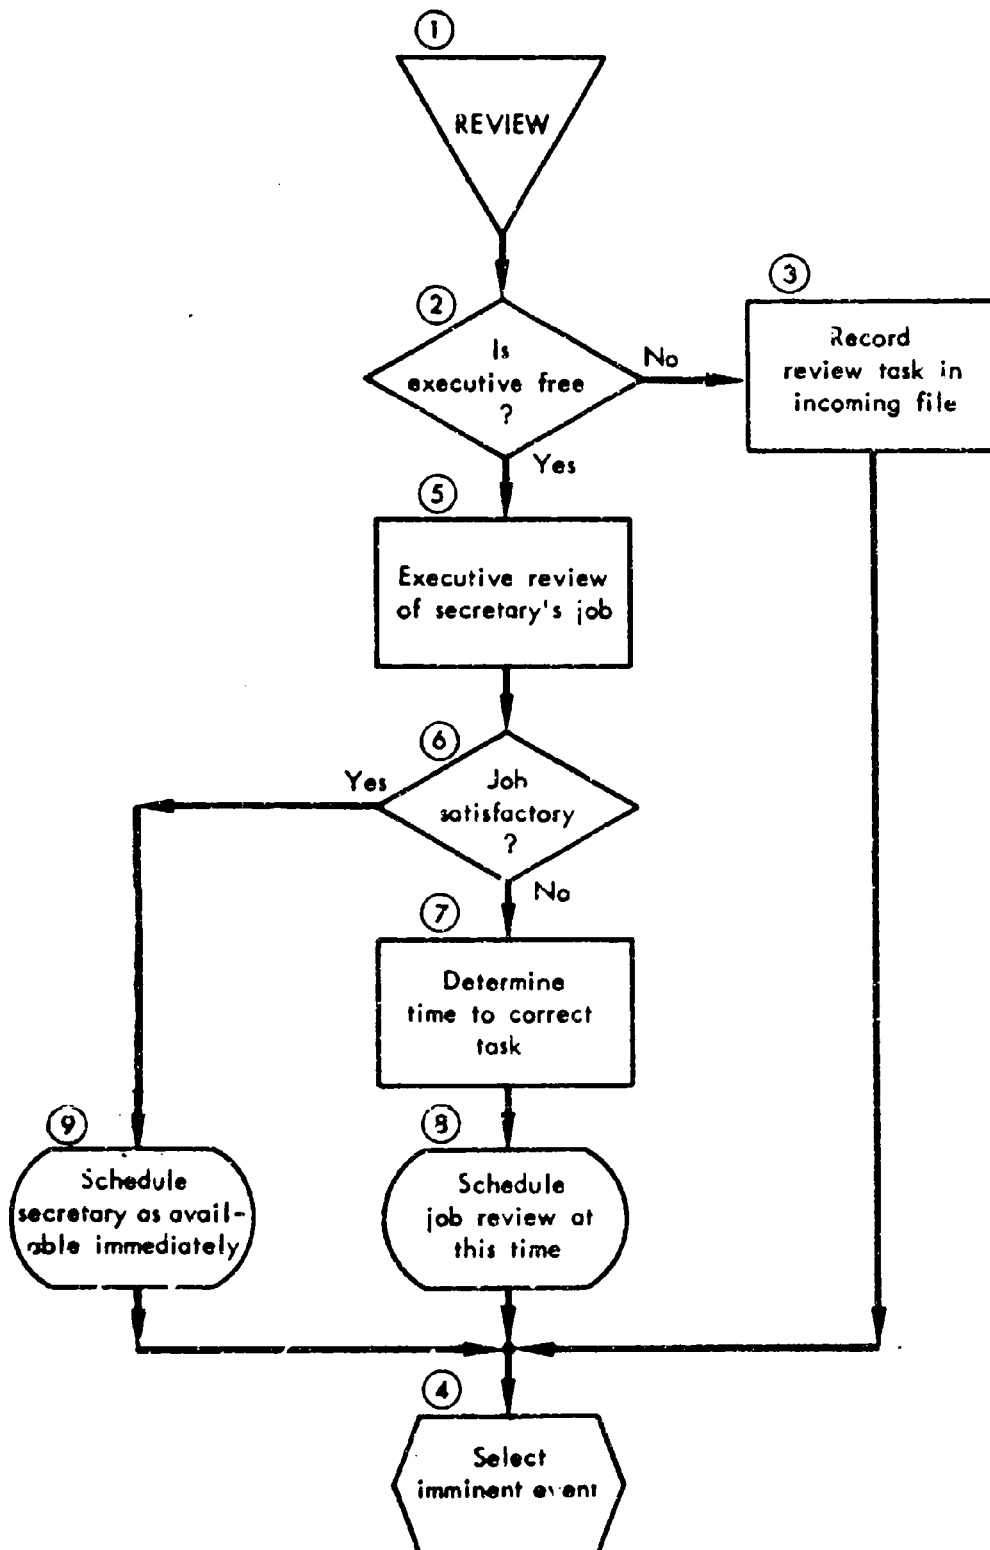 1
REVIEW
2
Is
executive free
?
No
3
Record
review task in
incoming file
Yes
5
Executive review
of secretary's job
6
Yes
Job
satisfactory
?
No
7
Determine
time to correct
task
9
Schedule
secretary as avail-
able immediately
8
Schedule
job review at
this time
4
Select
imminent event